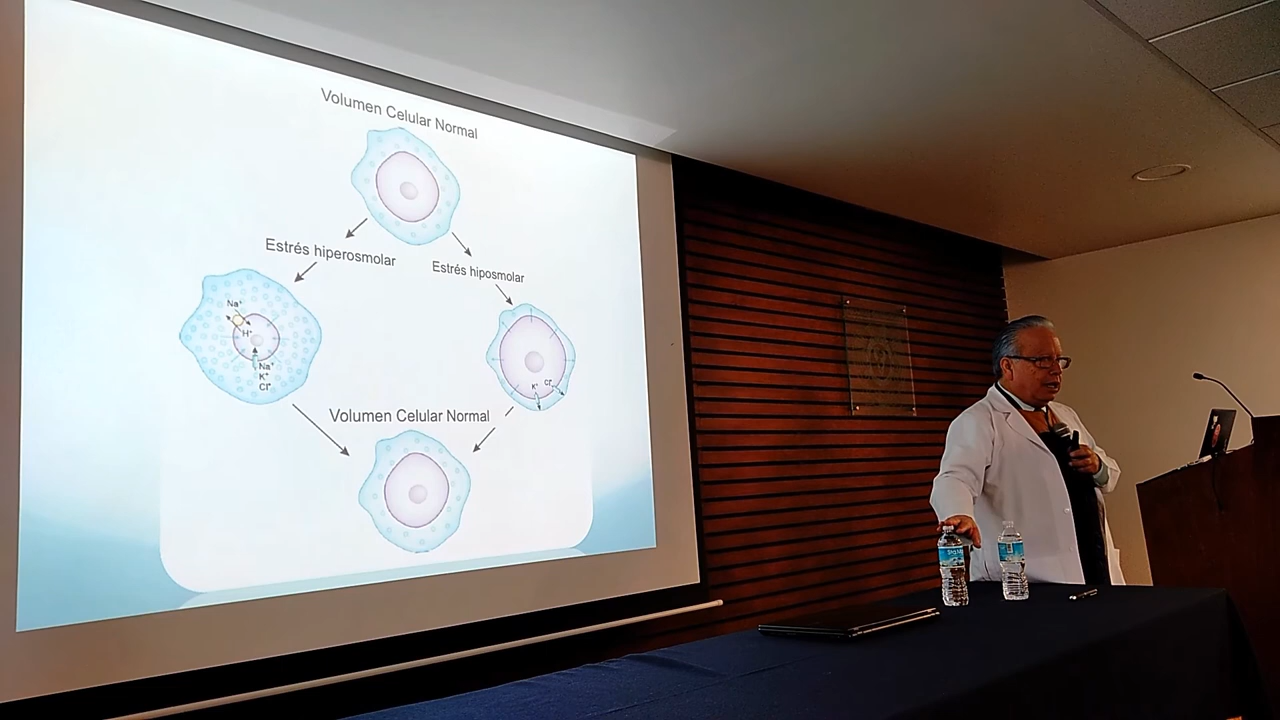 Volumen Celular Normal
Estrés hiperosmolar
Estrés hiposmolar
Na⁺
H⁺
Na⁺
K⁺
Cl⁻
K⁺
Cl⁻
Volumen Celular Normal